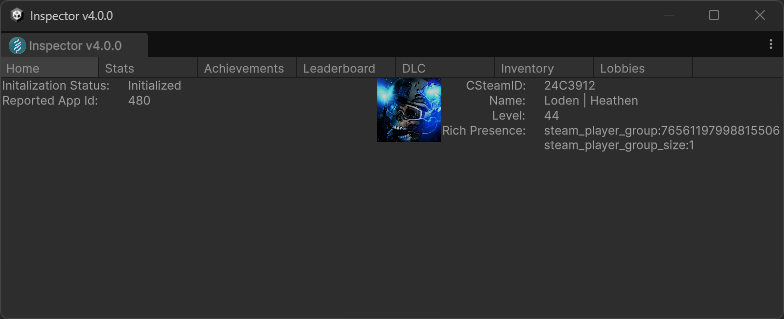 Inspector v4.0.0
Inspector v4.0.0
Home Stats Achievements Leaderboard DLC Inventory Lobbies
Initalization Status: Initialized
Reported App Id: 480
CSteamID: 24C3912
Name: Loden | Heathen
Level: 44
Rich Presence: steam_player_group:76561197998815506
steam_player_group_size:1